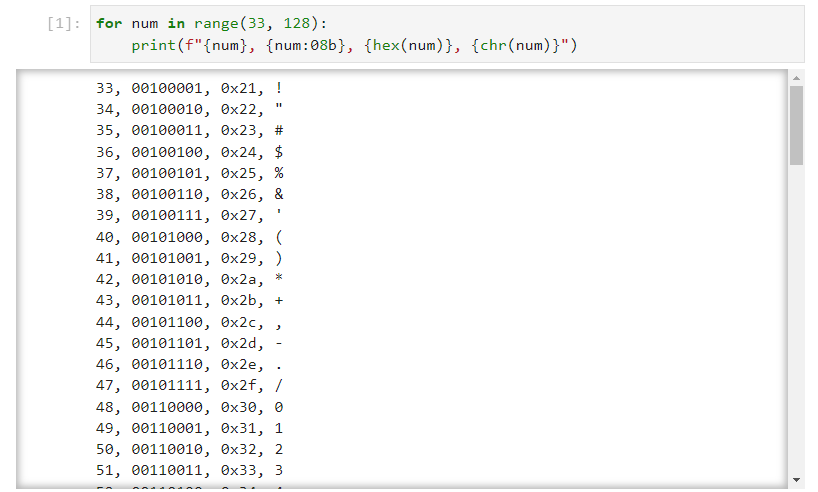 [1]: for num in range(33, 128):
print(f"{num}, {num:08b}, {hex(num)}, {chr(num)}")
33, 00100001, 0x21, !
34, 00100010, 0x22, "
35, 00100011, 0x23, #
36, 00100100, 0x24, $
37, 00100101, 0x25, %
38, 00100110, 0x26, &
39, 00100111, 0x27, '
40, 00101000, 0x28, (
41, 00101001, 0x29, )
42, 00101010, 0x2a, *
43, 00101011, 0x2b, +
44, 00101100, 0x2c, ,
45, 00101101, 0x2d, -
46, 00101110, 0x2e, .
47, 00101111, 0x2f, /
48, 00110000, 0x30, 0
49, 00110001, 0x31, 1
50, 00110010, 0x32, 2
51, 00110011, 0x33, 3